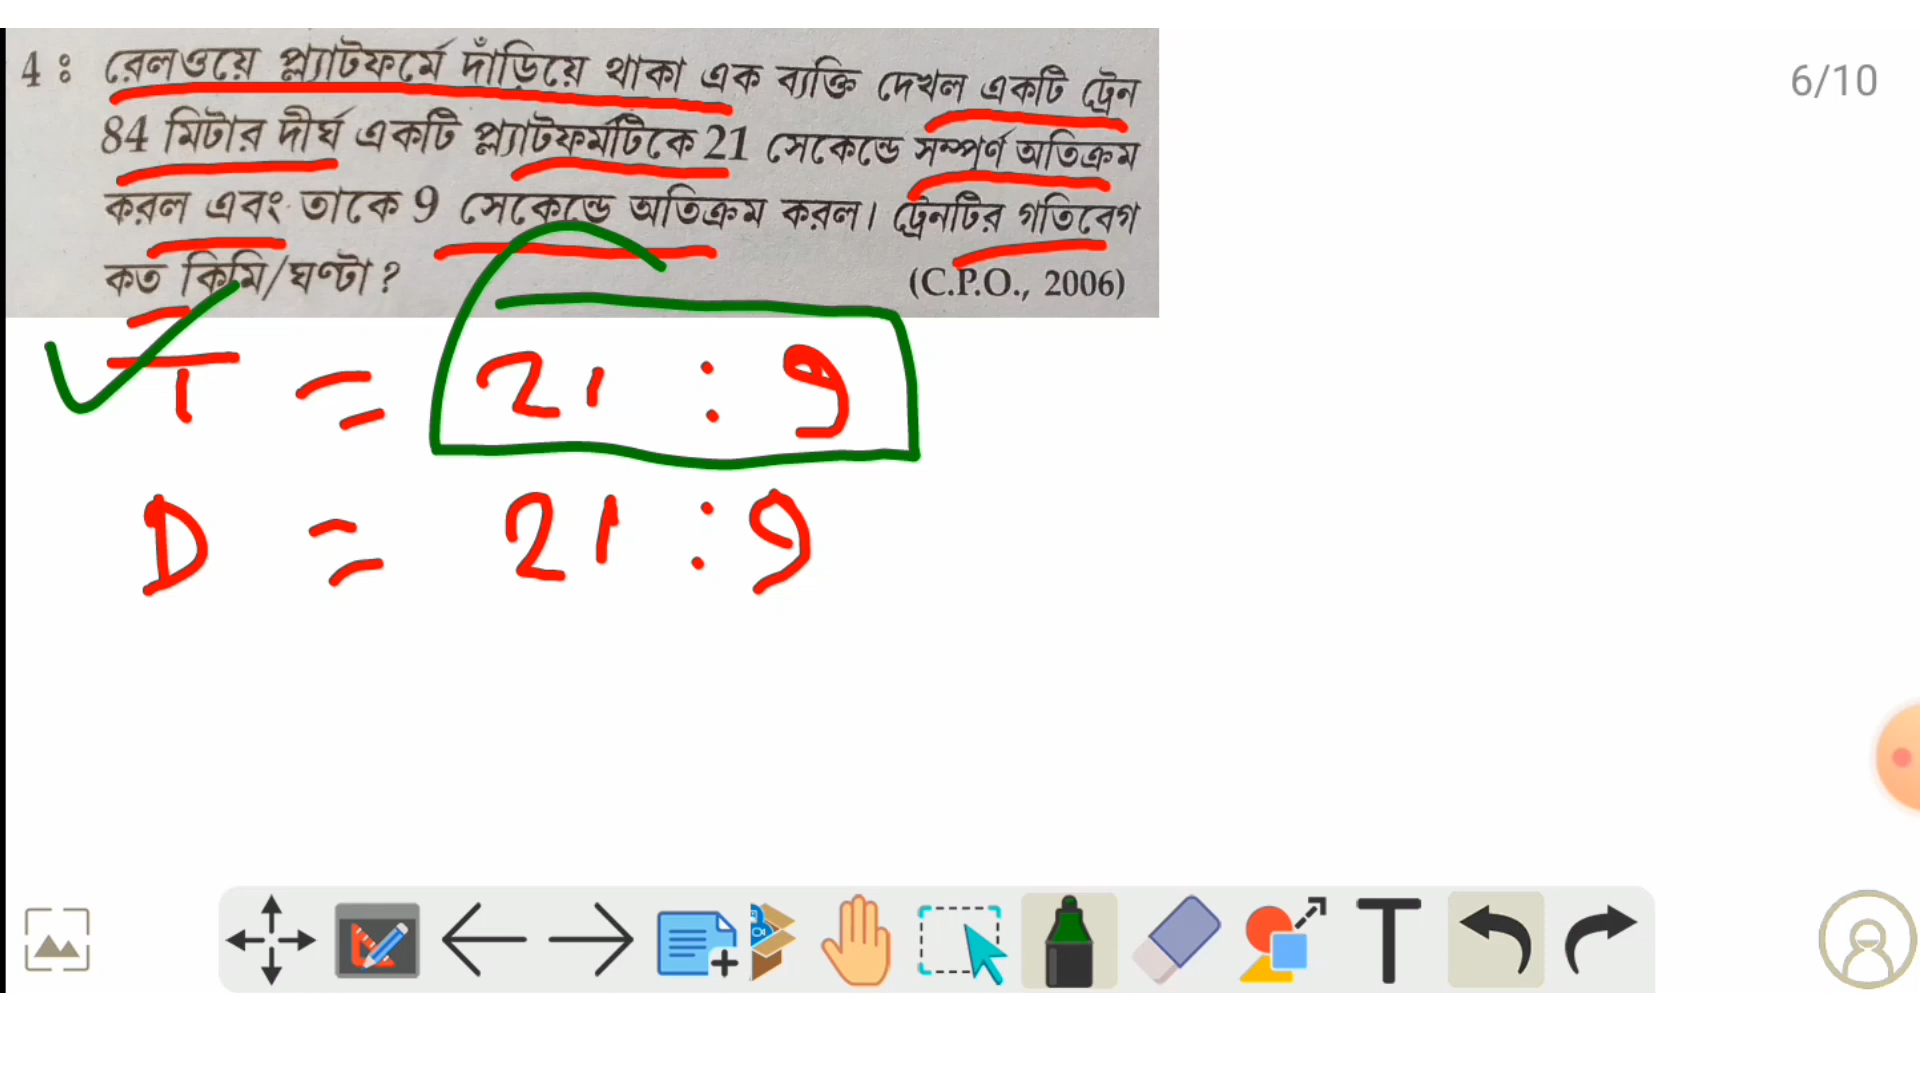 4 : রেলওয়ে প্ল্যাটফর্মে দাঁড়িয়ে থাকা এক ব্যক্তি দেখল একটি ট্রেন
84 মিটার দীর্ঘ একটি প্ল্যাটফর্মটিকে 21 সেকেন্ডে সম্পূর্ণ অতিক্রম
করল এবং তাকে 9 সেকেন্ডে অতিক্রম করল। ট্রেনটির গতিবেগ
কত কিমি/ঘণ্টা ?
(C.P.O., 2006)
6/10
T = 21 : 9
D = 21 : 9